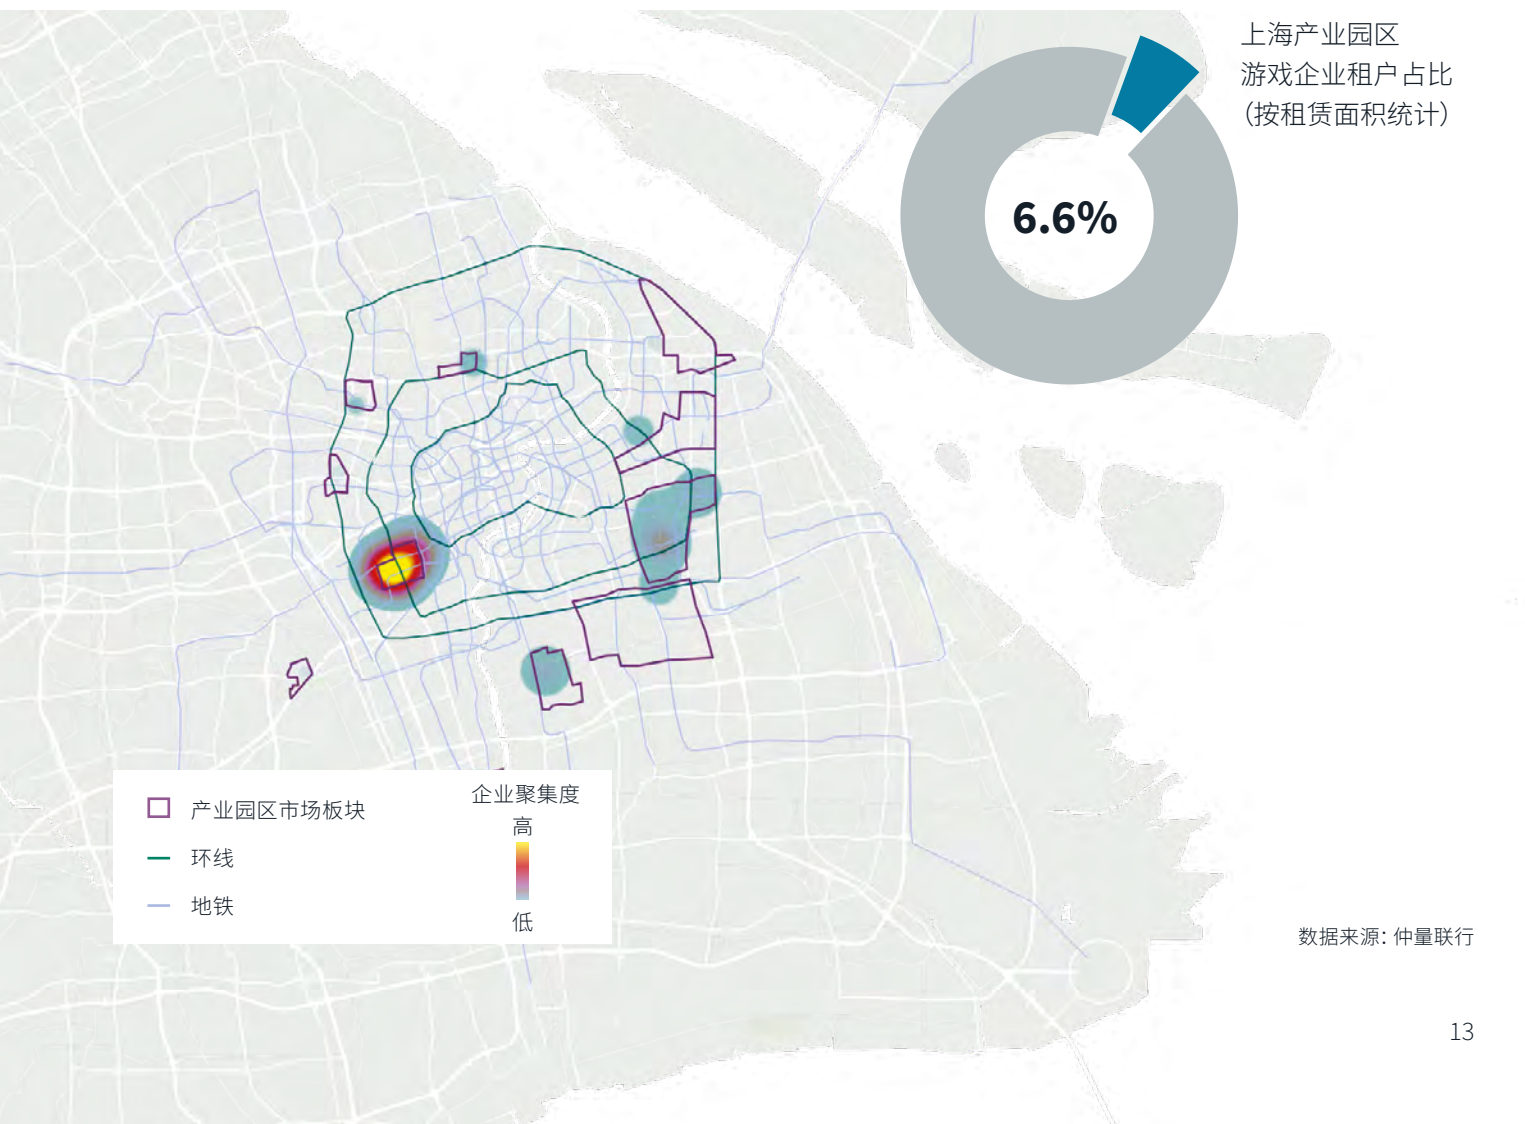 上海产业园区
游戏企业租户占比
（按租赁面积统计）
6.6%
产业园区市场板块
环线
地铁
企业聚集度
高
低
数据来源：仲量联行
13